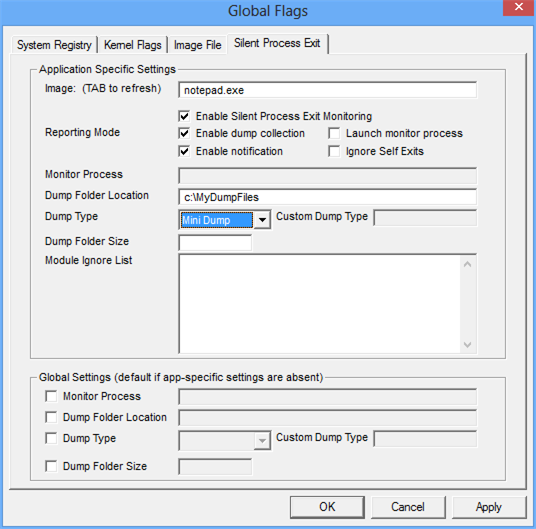 Global Flags
System Registry Kernel Flags Image File Silent Process Exit
Application Specific Settings
Image: (TAB to refresh) notepad.exe
Enable Silent Process Exit Monitoring
Reporting Mode Enable dump collection Launch monitor process
Enable notification Ignore Self Exits
Monitor Process
Dump Folder Location c:\MyDumpFiles
Dump Type Mini Dump Custom Dump Type
Dump Folder Size
Module Ignore List
Global Settings (default if app-specific settings are absent)
Monitor Process
Dump Folder Location
Dump Type Custom Dump Type
Dump Folder Size
OK Cancel Apply